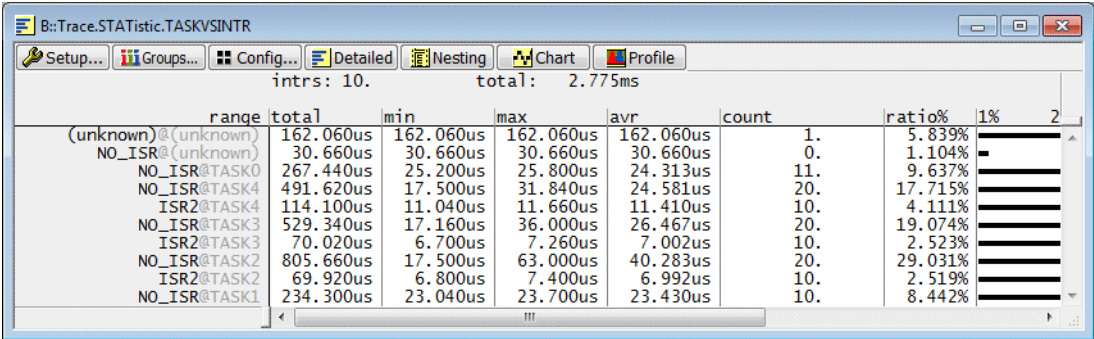 B::Trace.STATistic.TASKVSINTR
Setup... Groups... Config... Detailed Nesting Chart Profile
intrs: 10. total: 2.775ms
range total min max avr count ratio% 1% 2
(unknown)@(unknown) 162.060us 162.060us 162.060us 162.060us 1. 5.839%
NO_ISR@(unknown) 30.660us 30.660us 30.660us 30.660us 0. 1.104%
NO_ISR@TASK0 267.440us 25.200us 25.800us 24.313us 11. 9.637%
NO_ISR@TASK4 491.620us 17.500us 31.840us 24.581us 20. 17.715%
ISR2@TASK4 114.100us 11.040us 11.660us 11.410us 10. 4.111%
NO_ISR@TASK3 529.340us 17.160us 36.000us 26.467us 20. 19.074%
ISR2@TASK3 70.020us 6.700us 7.260us 7.002us 10. 2.523%
NO_ISR@TASK2 805.660us 17.500us 63.000us 40.283us 20. 29.031%
ISR2@TASK2 69.920us 6.800us 7.400us 6.992us 10. 2.519%
NO_ISR@TASK1 234.300us 23.040us 23.700us 23.430us 10. 8.442%